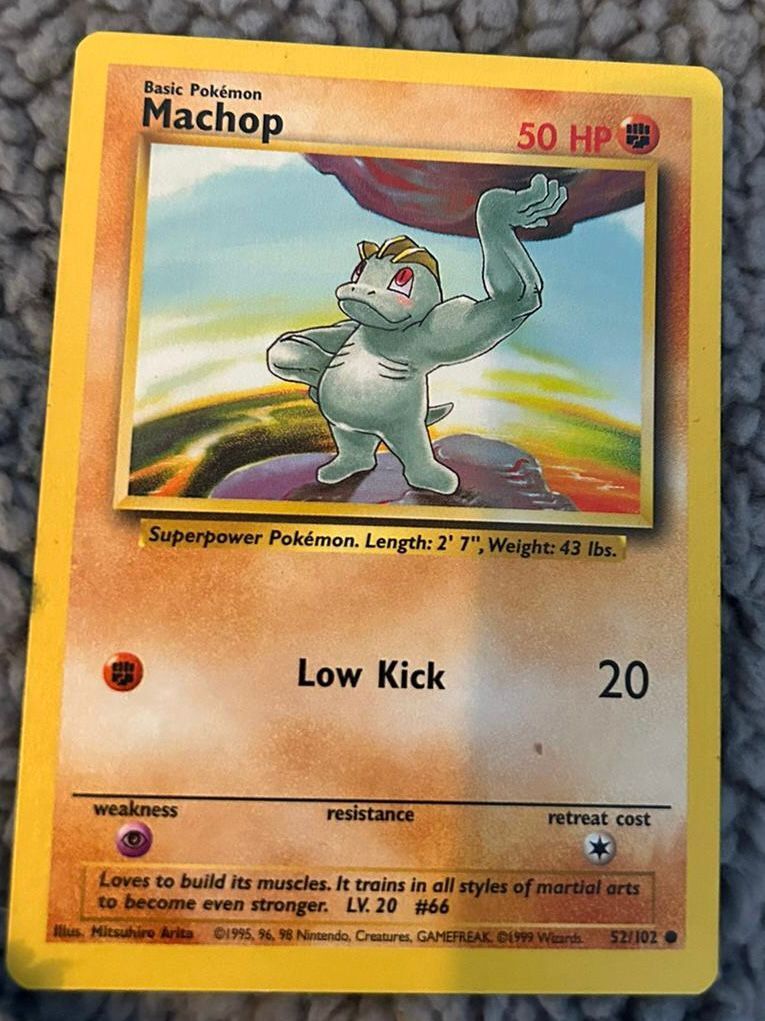 Basic Pokémon
Machop
50 HP
Superpower Pokémon. Length: 2' 7", Weight: 43 lbs.
Low Kick 20
weakness resistance retreat cost
Loves to build its muscles. It trains in all styles of martial arts
to become even stronger. LV. 20 #66
Illus. Mitsuhiro Arita ©1995, 96, 98 Nintendo, Creatures, GAMEFREAK. ©1999 Wizards. 52/102